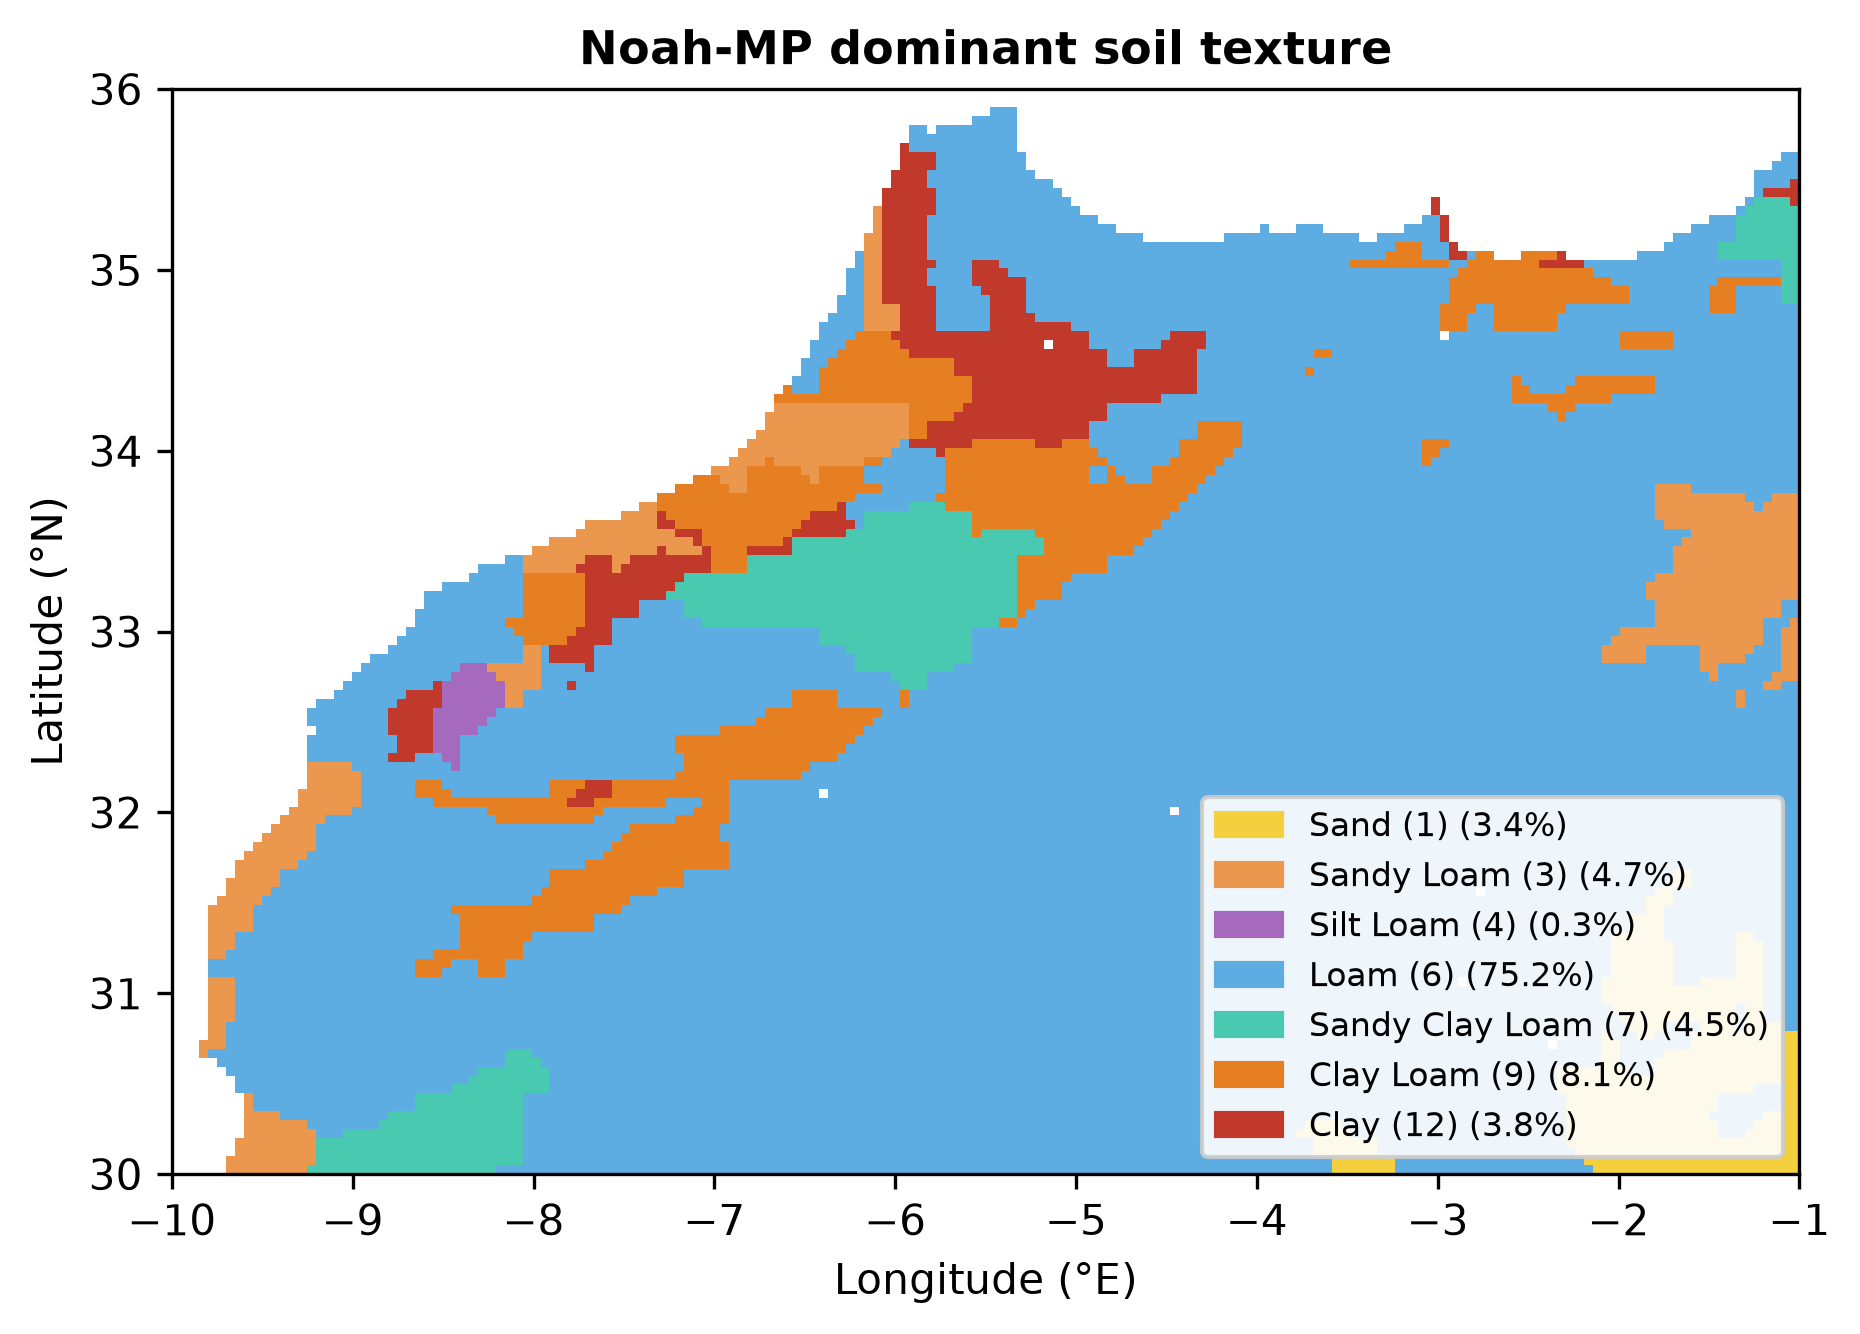 Noah-MP dominant soil texture
36
35
34
33
32
31
30
Latitude (°N)
Sand (1) (3.4%)
Sandy Loam (3) (4.7%)
Silt Loam (4) (0.3%)
Loam (6) (75.2%)
Sandy Clay Loam (7) (4.5%)
Clay Loam (9) (8.1%)
Clay (12) (3.8%)
−10 −9 −8 −7 −6 −5 −4 −3 −2 −1
Longitude (°E)